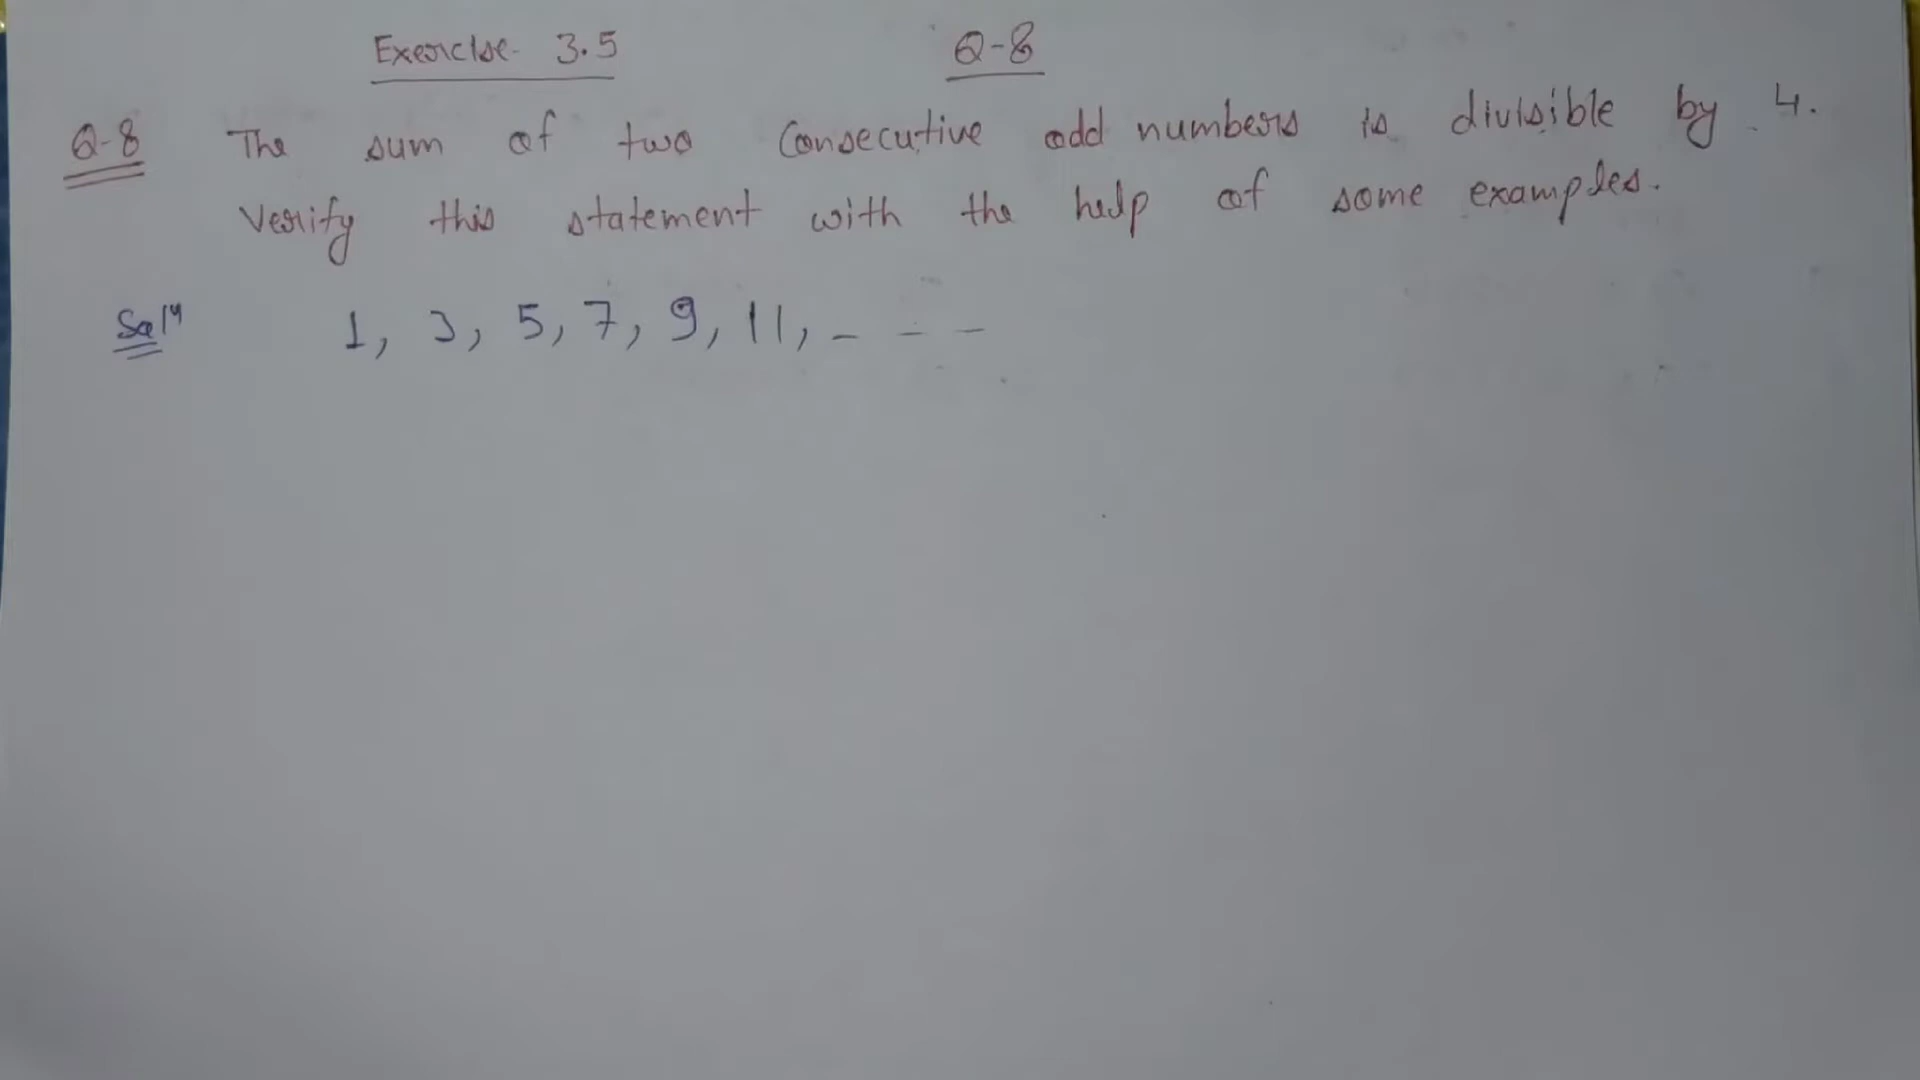 Exercise 3.5 Q-8
Q-8 The sum of two consecutive odd numbers is divisible by 4.
Verify this statement with the help of some examples.
Solⁿ 1, 3, 5, 7, 9, 11, - - -